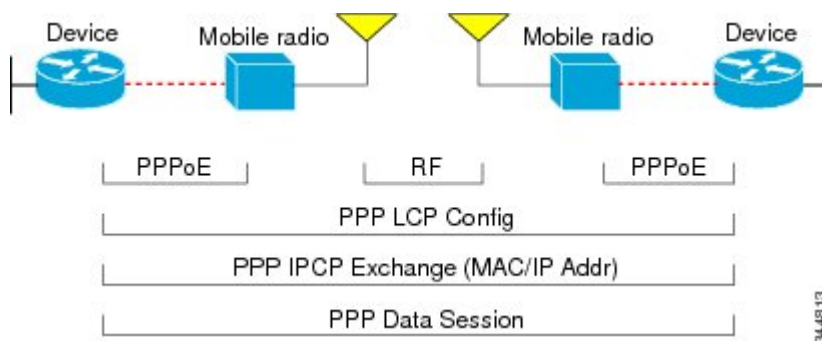 Device
Mobile radio
Mobile radio
Device
PPPoE
RF
PPPoE
PPP LCP Config
PPP IPCP Exchange (MAC/IP Addr)
PPP Data Session